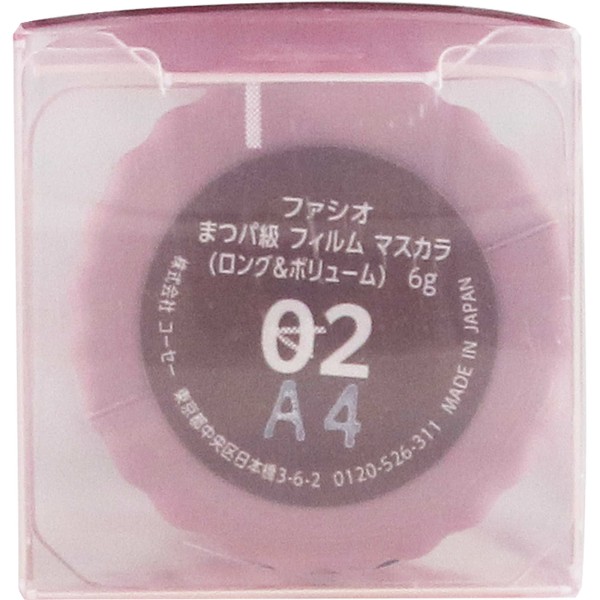 ファシオ
まつパ級 フィルム マスカラ
(ロング&ボリューム) 6g
02
A4
株式会社 コーセー 東京都中央区日本橋3-6-2 0120-526-311 MADE IN JAPAN